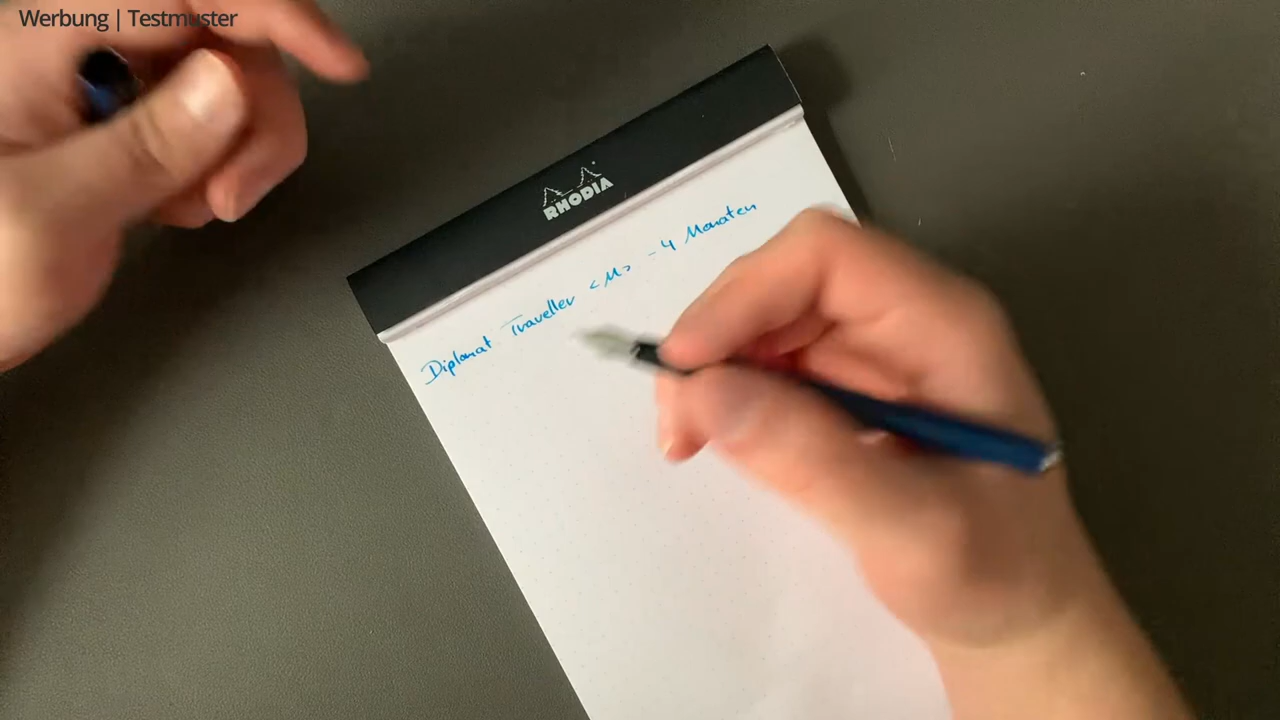 Werbung | Testmuster
RHODIA
Diplomat Traveller <M> - 4 Monaten